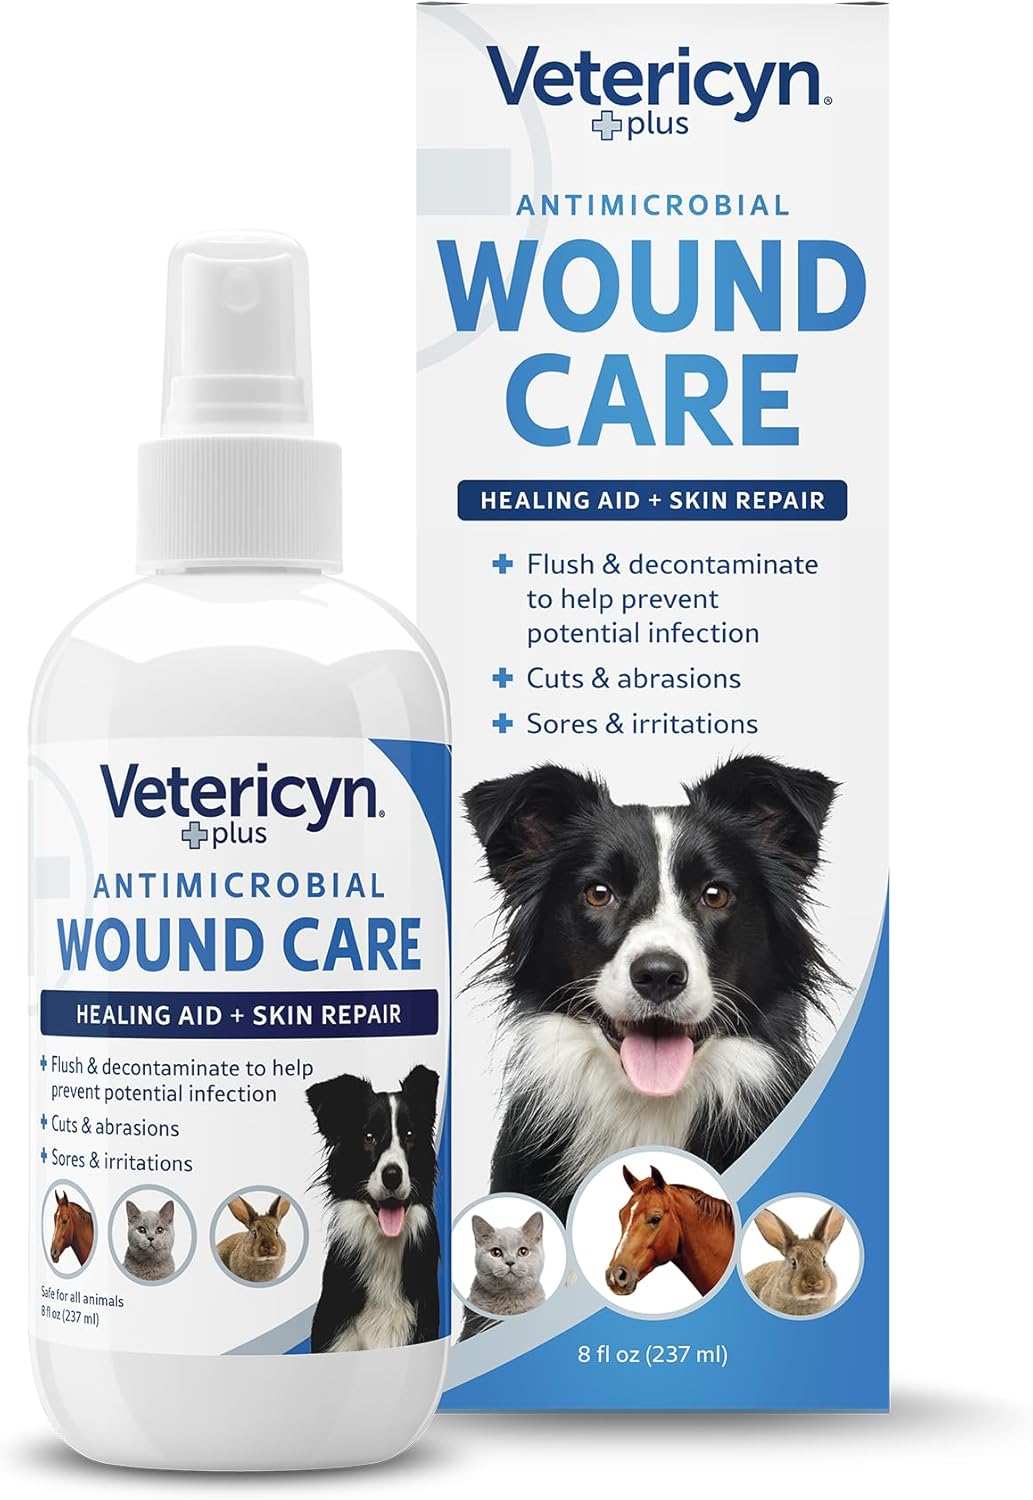 Vetericyn®
plus
ANTIMICROBIAL
WOUND
CARE
HEALING AID + SKIN REPAIR
Flush & decontaminate
to help prevent
potential infection
Cuts & abrasions
Sores & irritations
8 fl oz (237 ml)
Vetericyn®
plus
ANTIMICROBIAL
WOUND CARE
HEALING AID + SKIN REPAIR
Flush & decontaminate to help
prevent potential infection
Cuts & abrasions
Sores & irritations
Safe for all animals
8 fl oz (237 ml)